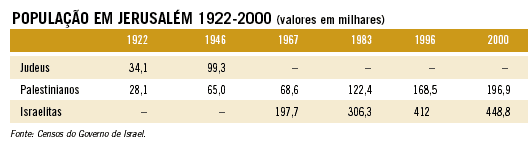 POPULAÇÃO EM JERUSALÉM 1922-2000 (valores em milhares)
1922 1946 1967 1983 1996 2000
Judeus 34,1 99,3 – – – –
Palestinianos 28,1 65,0 68,6 122,4 168,5 196,9
Israelitas – – 197,7 306,3 412 448,8
Fonte: Censos do Governo de Israel.